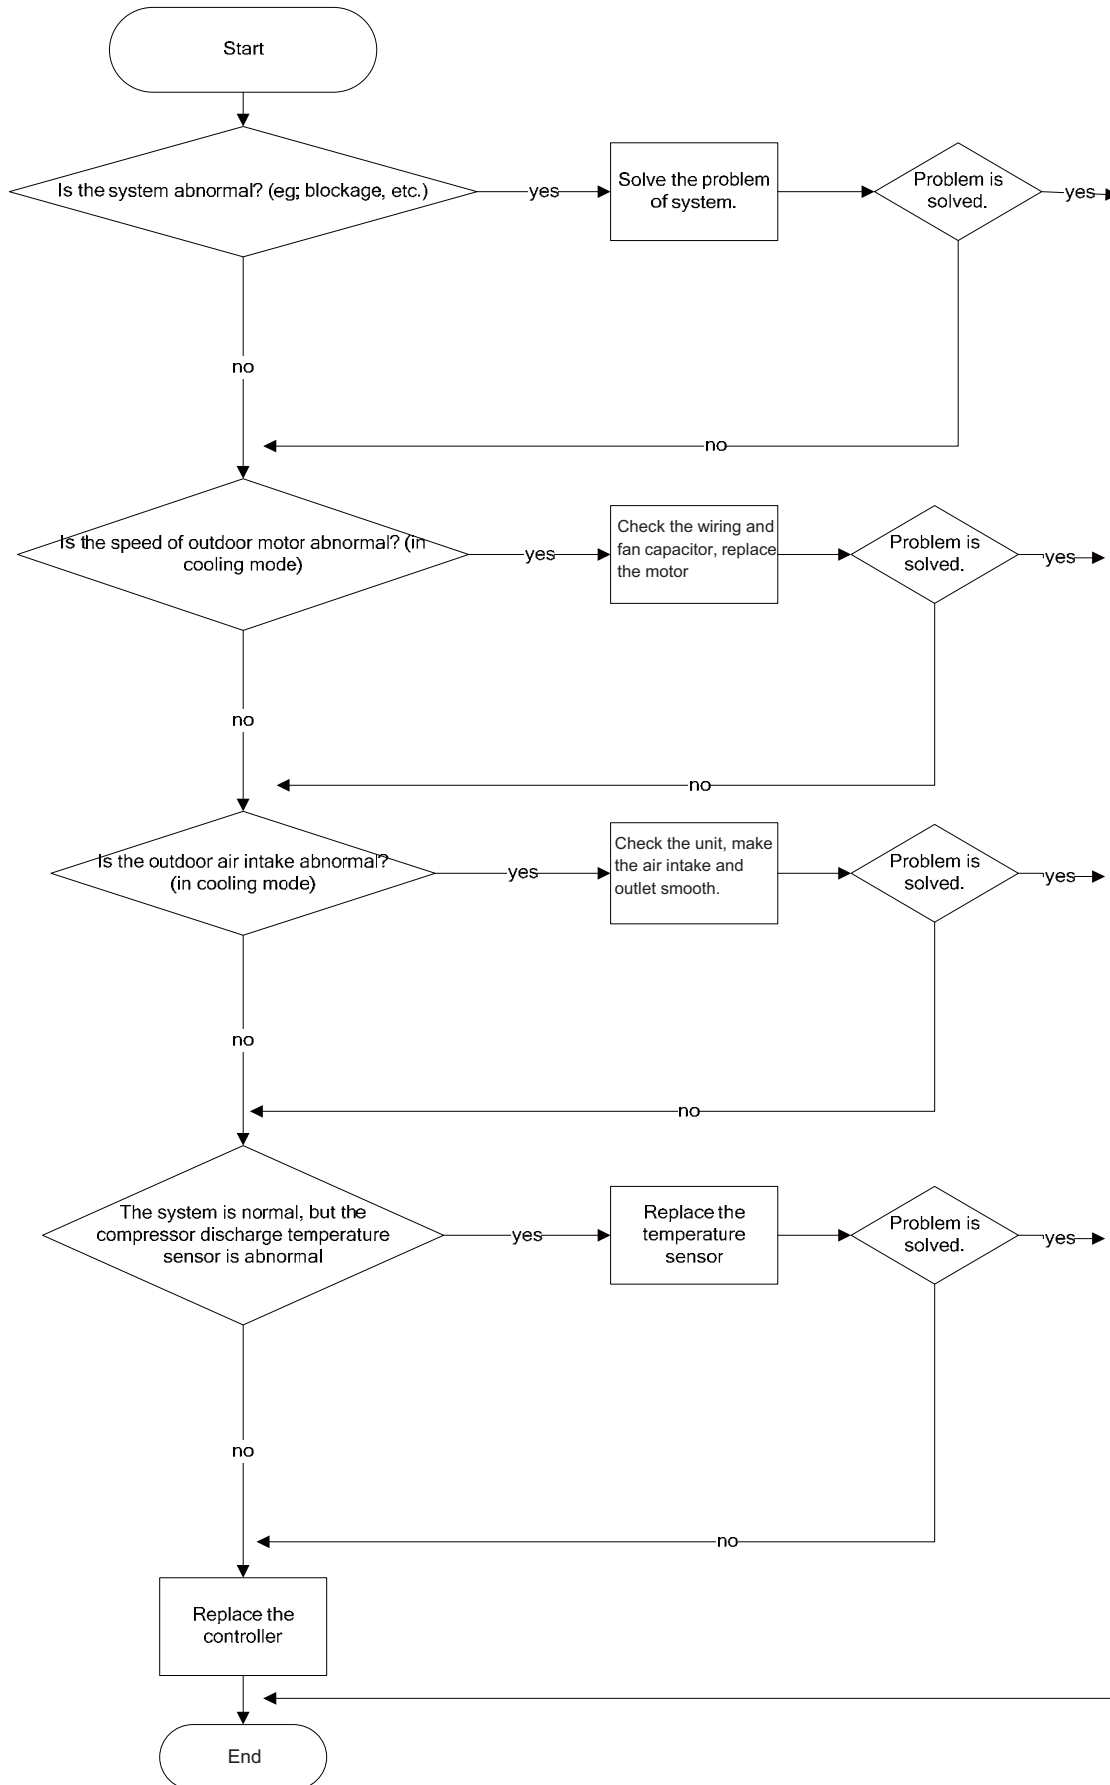 Start
Is the system abnormal? (eg; blockage, etc.)
yes
Solve the problem
of system.
Problem is
solved.
yes
no
no
Is the speed of outdoor motor abnormal? (in
cooling mode)
yes
Check the wiring and
fan capacitor, replace
the motor
Problem is
solved.
yes
no
no
Is the outdoor air intake abnormal?
(in cooling mode)
yes
Check the unit, make
the air intake and
outlet smooth.
Problem is
solved.
yes
no
no
The system is normal, but the
compressor discharge temperature
sensor is abnormal
yes
Replace the
temperature
sensor
Problem is
solved.
yes
no
no
Replace the
controller
End